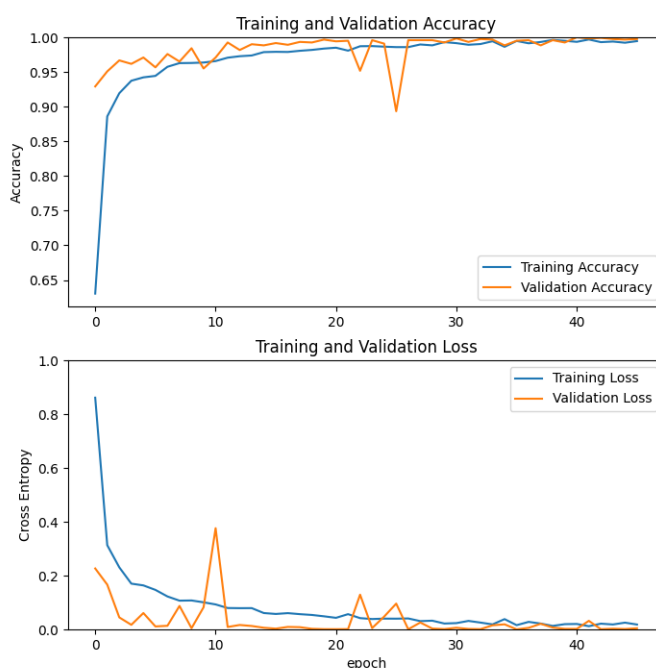 Training and Validation Accuracy
1.00
0.95
0.90
0.85
0.80
0.75
0.70
0.65
Accuracy
Training Accuracy
Validation Accuracy
0 10 20 30 40
Training and Validation Loss
1.0
0.8
0.6
0.4
0.2
0.0
Cross Entropy
Training Loss
Validation Loss
0 10 20 30 40
epoch